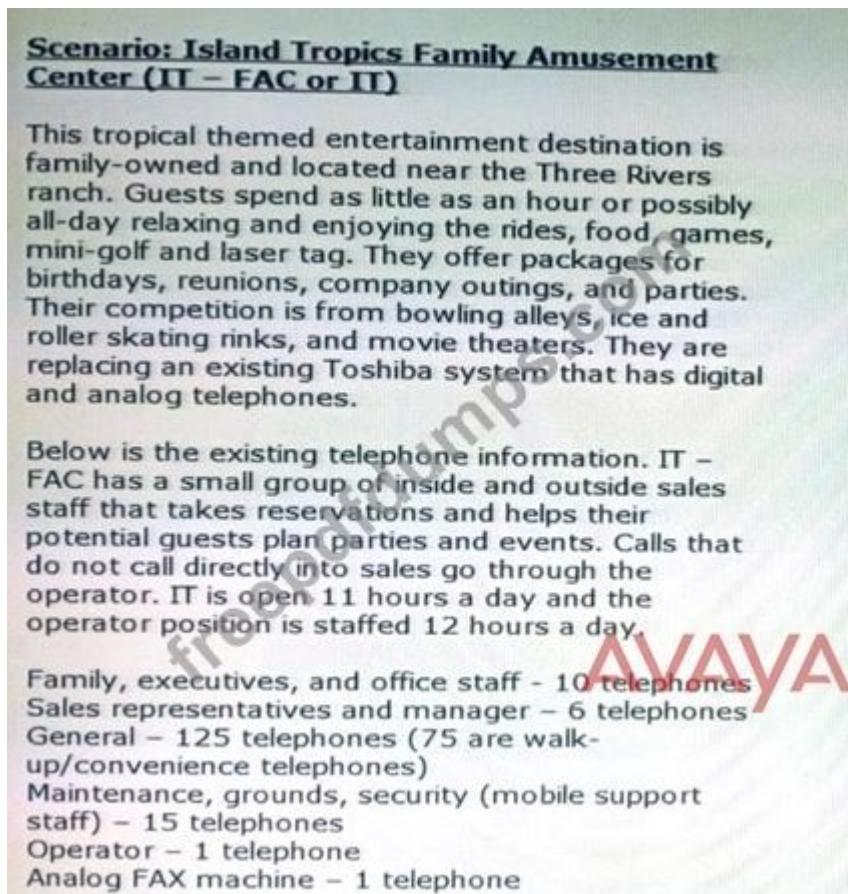 Scenario: Island Tropics Family Amusement
Center (IT – FAC or IT)
This tropical themed entertainment destination is
family-owned and located near the Three Rivers
ranch. Guests spend as little as an hour or possibly
all-day relaxing and enjoying the rides, food, games,
mini-golf and laser tag. They offer packages for
birthdays, reunions, company outings, and parties.
Their competition is from bowling alleys, ice and
roller skating rinks, and movie theaters. They are
replacing an existing Toshiba system that has digital
and analog telephones.
Below is the existing telephone information. IT –
FAC has a small group of inside and outside sales
staff that takes reservations and helps their
potential guests plan parties and events. Calls that
do not call directly into sales go through the
operator. IT is open 11 hours a day and the
operator position is staffed 12 hours a day.
Family, executives, and office staff - 10 telephones
Sales representatives and manager – 6 telephones
General – 125 telephones (75 are walk-
up/convenience telephones)
Maintenance, grounds, security (mobile support
staff) – 15 telephones
Operator – 1 telephone
Analog FAX machine – 1 telephone
freepdfdumps.com
AVAYA